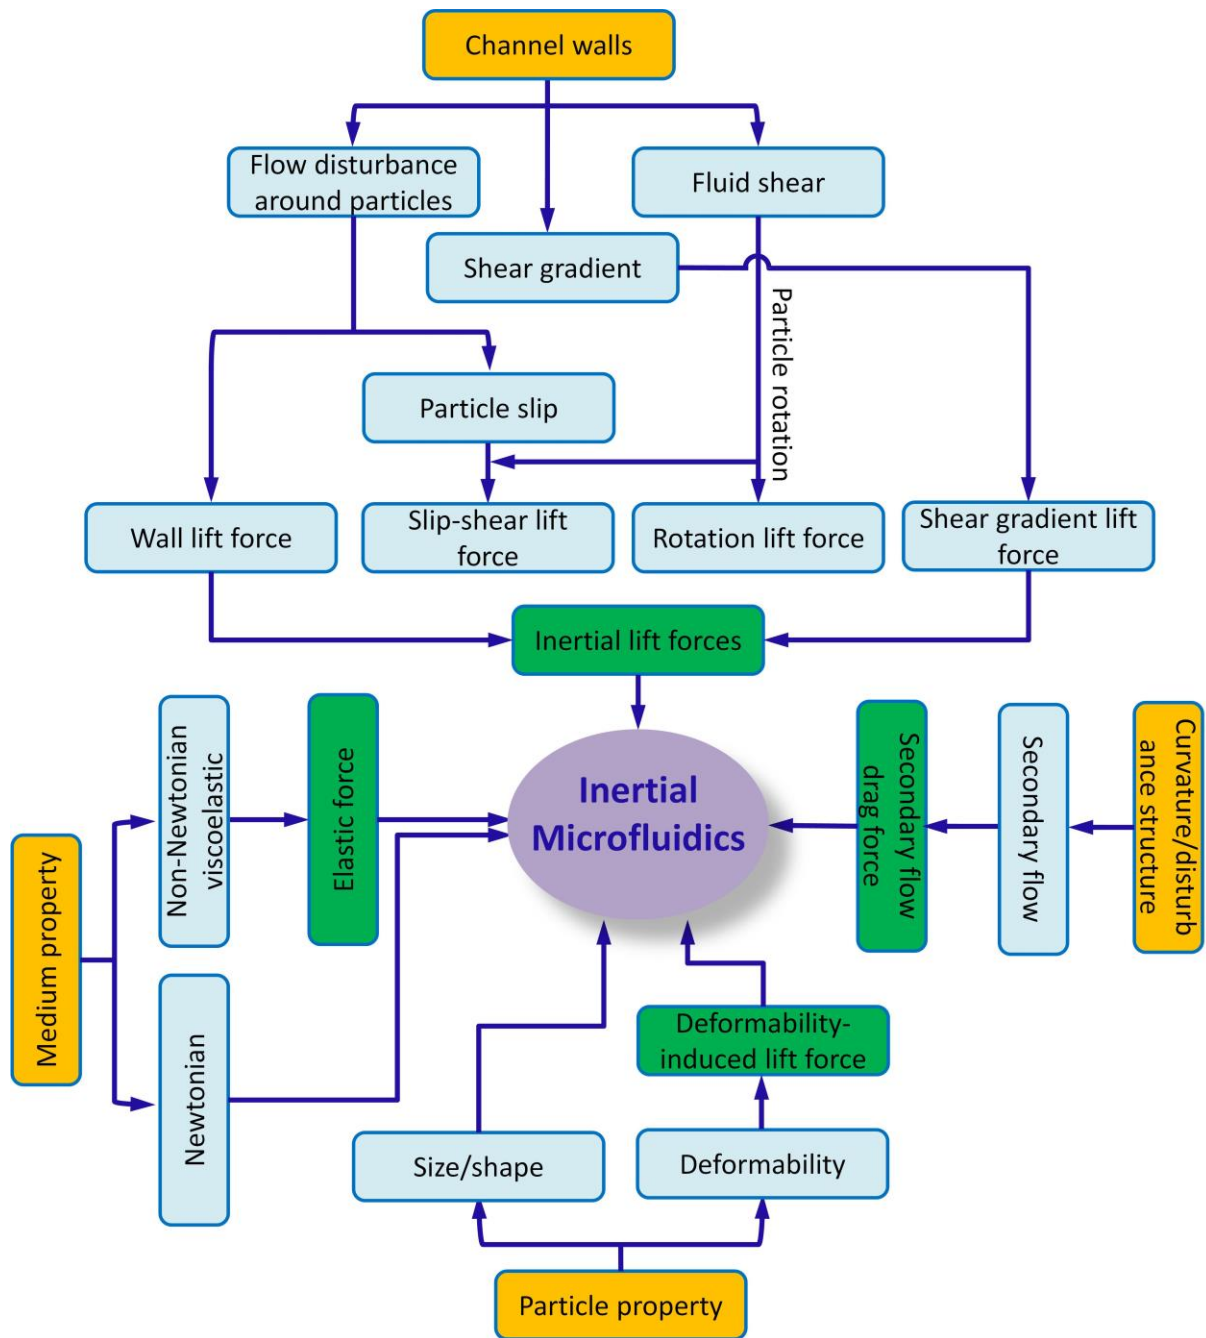 Channel walls
Flow disturbance
around particles
Fluid shear
Shear gradient
Particle rotation
Particle slip
Wall lift force
Slip-shear lift
force
Rotation lift force
Shear gradient lift
force
Inertial lift forces
Non-Newtonian
viscoelastic
Elastic force
Inertial
Microfluidics
Secondary flow
drag force
Secondary flow
Curvature/disturb
ance structure
Medium property
Newtonian
Deformability-
induced lift force
Size/shape
Deformability
Particle property